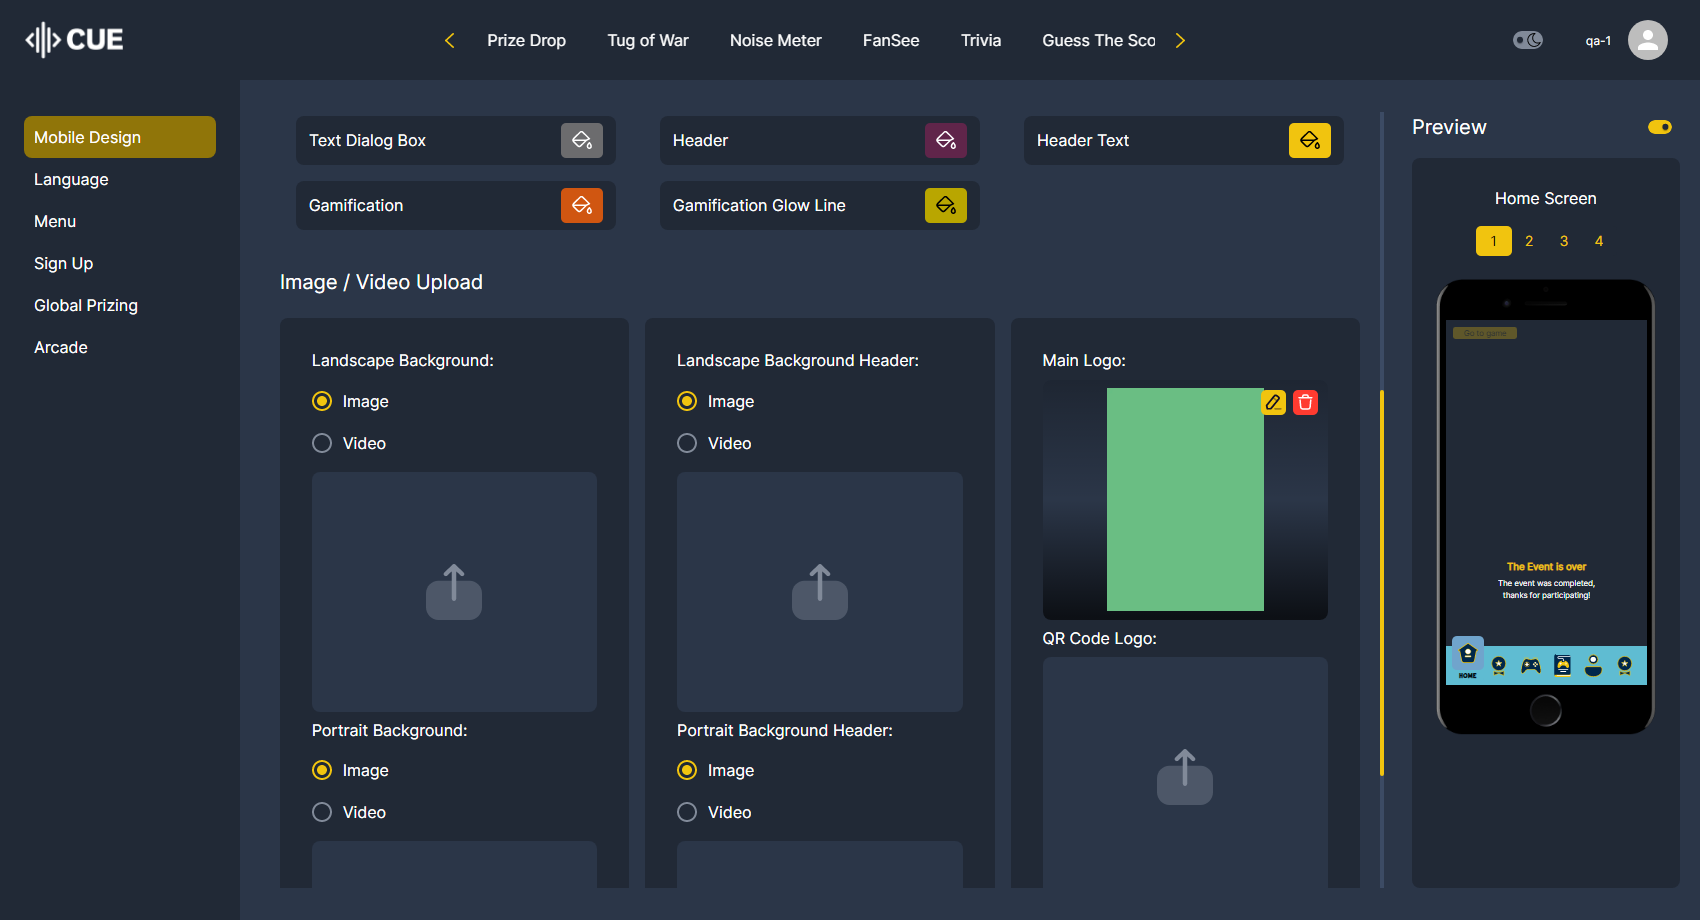 CUE
Prize Drop
Tug of War
Noise Meter
FanSee
Trivia
Guess The Sco
qa-1
Mobile Design
Language
Menu
Sign Up
Global Prizing
Arcade
Text Dialog Box
Header
Header Text
Gamification
Gamification Glow Line
Image / Video Upload
Landscape Background:
Image
Video
Portrait Background:
Image
Video
Landscape Background Header:
Image
Video
Portrait Background Header:
Image
Video
Main Logo:
QR Code Logo:
Preview
Home Screen
1 2 3 4
Go to game
The Event is over
The event was completed,
thanks for participating!
HOME